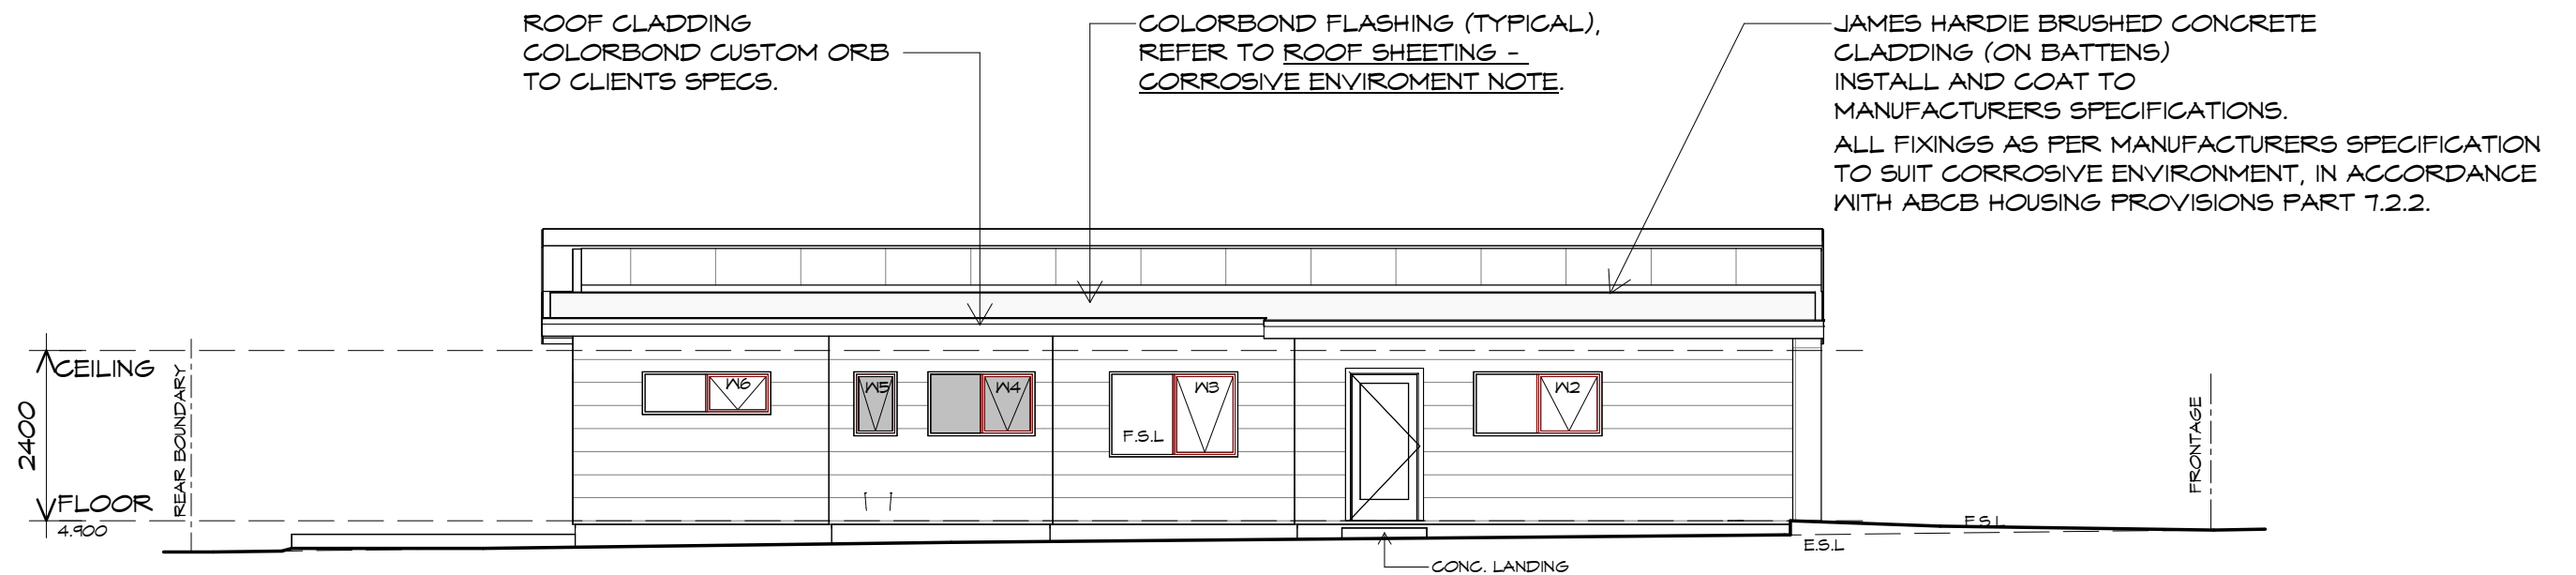 ROOF CLADDING
COLORBOND CUSTOM ORB
TO CLIENTS SPECS.
COLORBOND FLASHING (TYPICAL),
REFER TO ROOF SHEETING -
CORROSIVE ENVIROMENT NOTE.
JAMES HARDIE BRUSHED CONCRETE
CLADDING (ON BATTENS)
INSTALL AND COAT TO
MANUFACTURERS SPECIFICATIONS.
ALL FIXINGS AS PER MANUFACTURERS SPECIFICATION
TO SUIT CORROSIVE ENVIRONMENT, IN ACCORDANCE
WITH ABCB HOUSING PROVISIONS PART 7.2.2.
CEILING
2400
FLOOR
4.900
REAR BOUNDARY
W6
W5
W4
W3
F.S.L
W2
FRONTAGE
F.S.L
E.S.L
CONC. LANDING